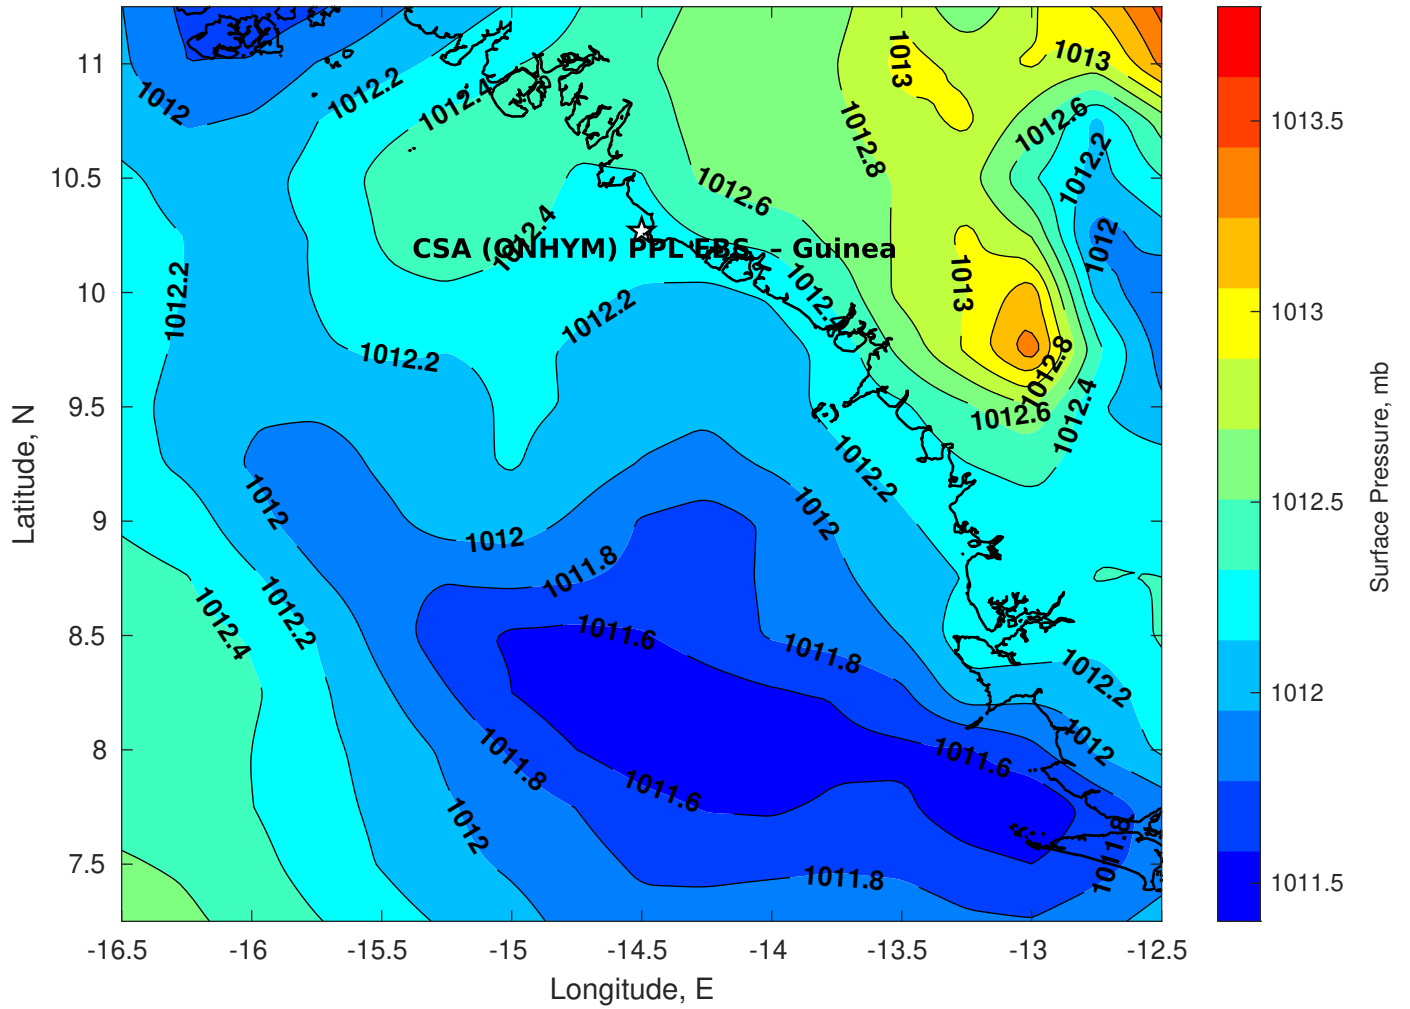 11
10.5
10
9.5
9
8.5
8
7.5
Latitude, N
-16.5 -16 -15.5 -15 -14.5 -14 -13.5 -13 -12.5
Longitude, E
1012 1012.2 1012.4 1013 1013
1012.8 1012.6
1012.6 1012.2
1012.4 1012
CSA (ONHYM) PPL EBS – Guinea
1012.2 1012.2 1012.4 1013
1012.2 1012.8
1012.6 1012.4
1012.2
1012 1012 1012
1011.8
1012.4 1012.2 1011.6 1011.8 1012.2
1011.8 1011.6 1012
1011.6
1012 1011.8 1011.8
1013.5
1013
1012.5
1012
1011.5
Surface Pressure, mb